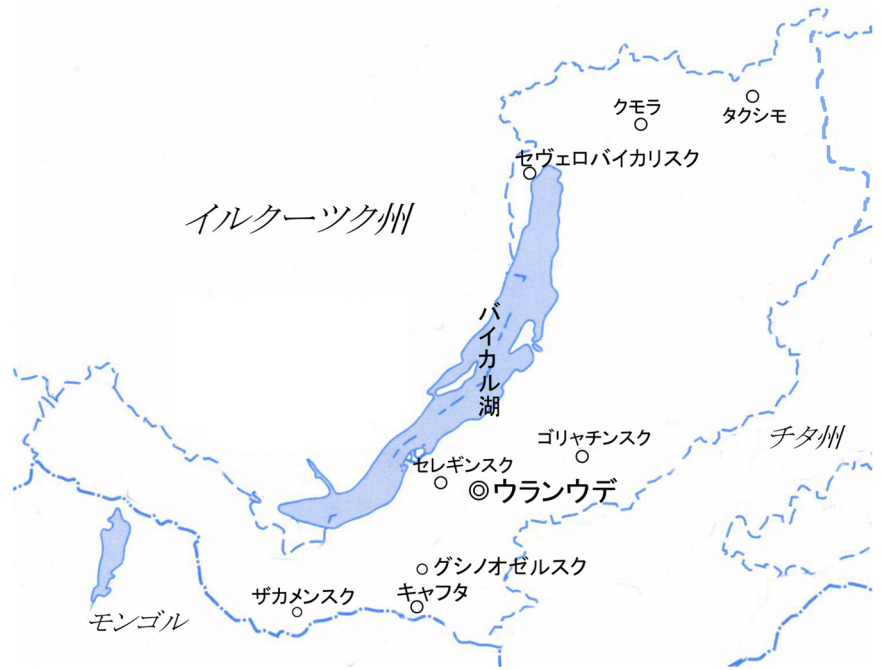 クモラ
タクシモ
セヴェロバイカリスク
イルクーツク州
バイカル湖
チタ州
ゴリャチンスク
セレギンスク
ウランウデ
グシノオゼルスク
ザカメンスク
キャフタ
モンゴル